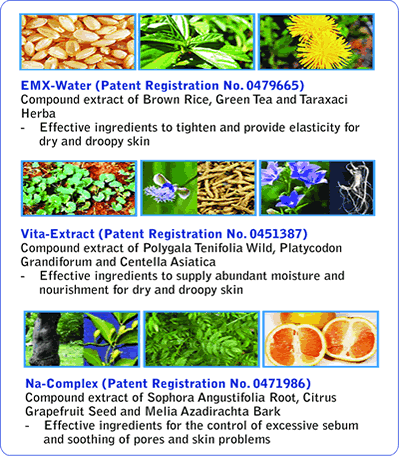 EMX-Water (Patent Registration No. 0479665)
Compound extract of Brown Rice, Green Tea and Taraxaci
Herba
- Effective ingredients to tighten and provide elasticity for
dry and droopy skin
Vita-Extract (Patent Registration No. 0451387)
Compound extract of Polygala Tenifolia Wild, Platycodon
Grandiforum and Centella Asiatica
- Effective ingredients to supply abundant moisture and
nourishment for dry and droopy skin
Na-Complex (Patent Registration No. 0471986)
Compound extract of Sophora Angustifolia Root, Citrus
Grapefruit Seed and Melia Azadirachta Bark
- Effective ingredients for the control of excessive sebum
and soothing of pores and skin problems